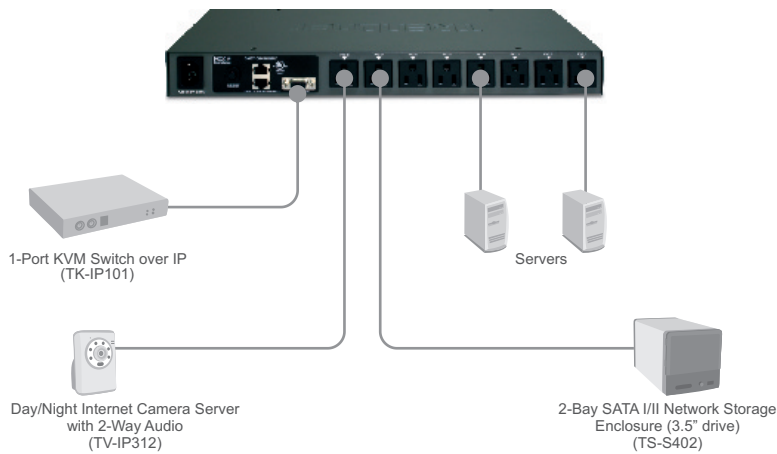 1-Port KVM Switch over IP
(TK-IP101)
Servers
Day/Night Internet Camera Server
with 2-Way Audio
(TV-IP312)
2-Bay SATA I/II Network Storage
Enclosure (3.5” drive)
(TS-S402)